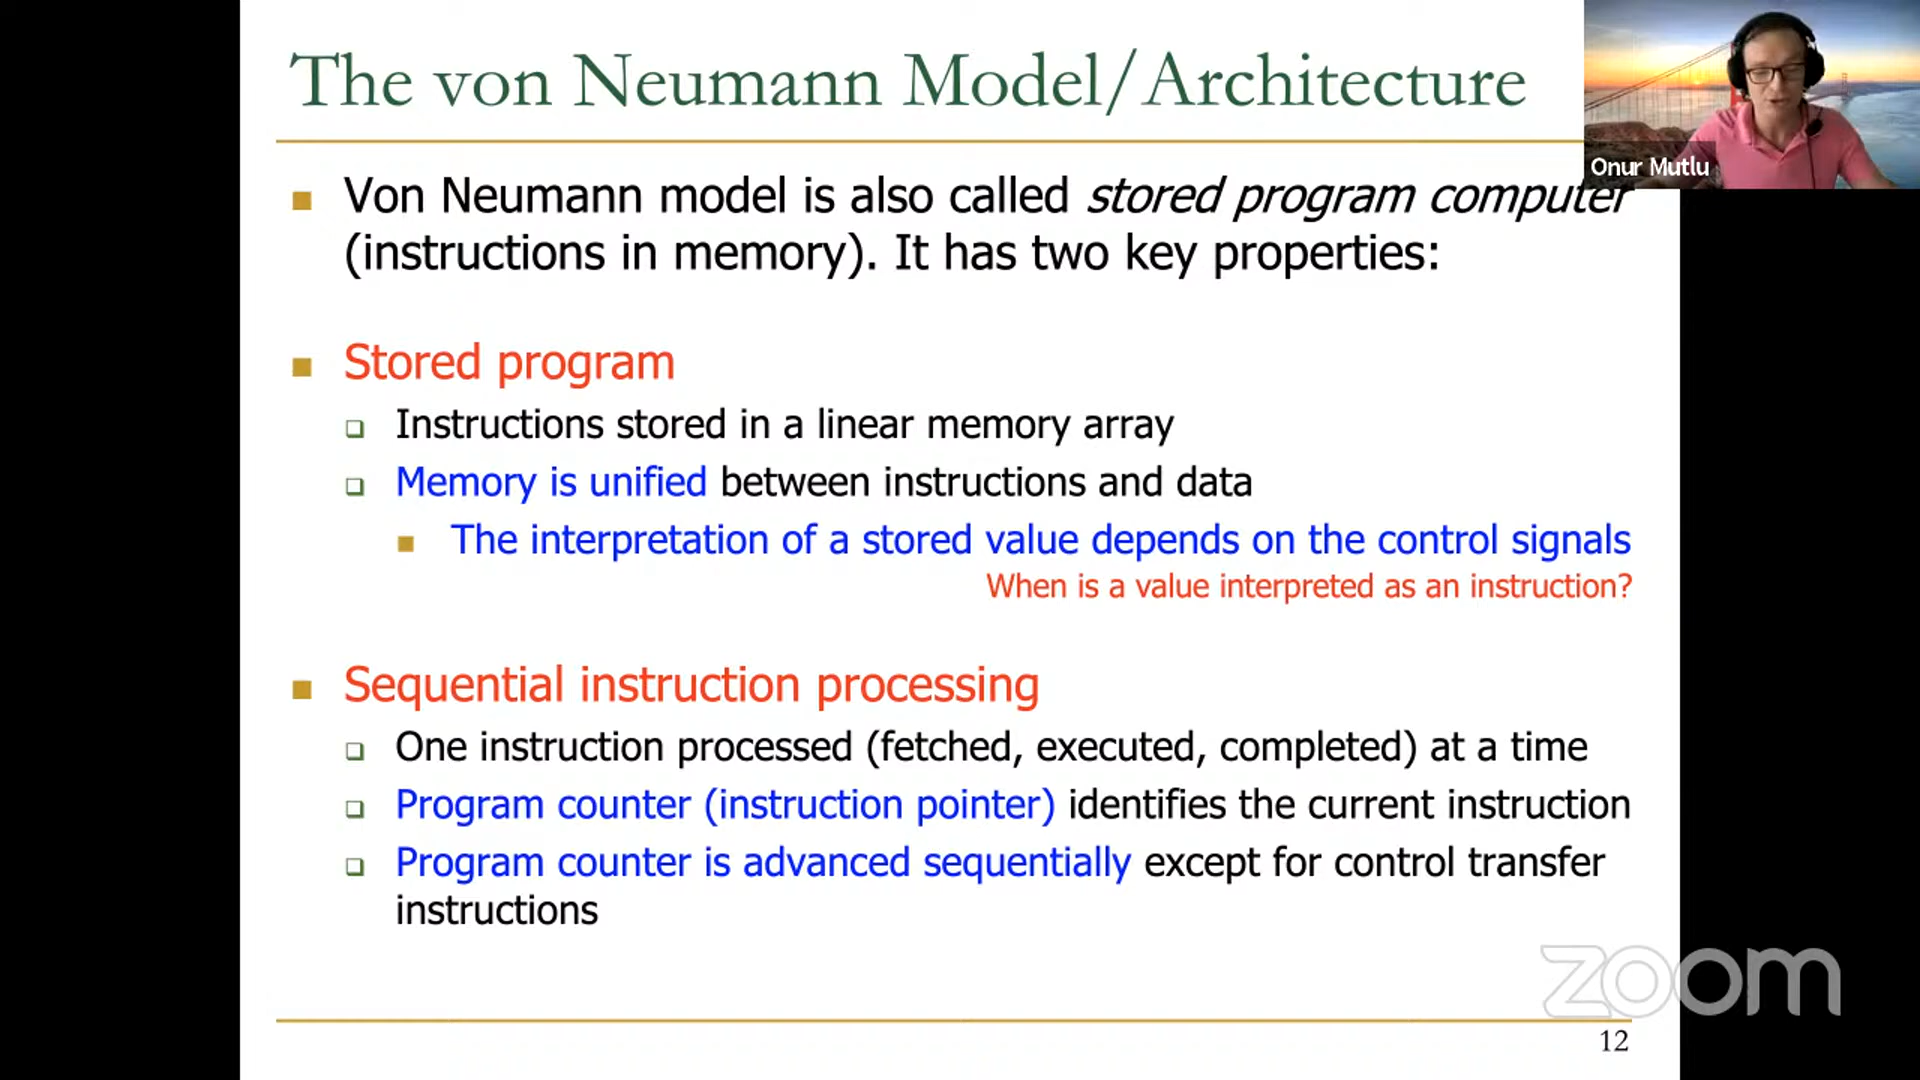 The von Neumann Model/Architecture
Onur Mutlu
Von Neumann model is also called stored program computer
(instructions in memory). It has two key properties:
Stored program
Instructions stored in a linear memory array
Memory is unified between instructions and data
The interpretation of a stored value depends on the control signals
When is a value interpreted as an instruction?
Sequential instruction processing
One instruction processed (fetched, executed, completed) at a time
Program counter (instruction pointer) identifies the current instruction
Program counter is advanced sequentially except for control transfer
instructions
zoom
12